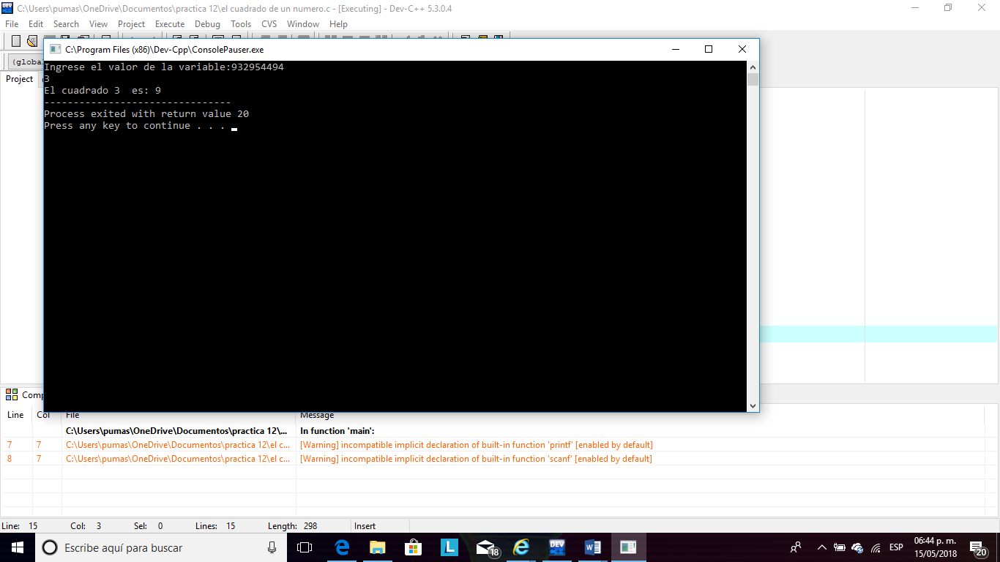 C:\Users\pumas\OneDrive\Documentos\practica 12\el cuadrado de un numero.c - [Executing] - Dev-C++ 5.3.0.4
File Edit Search View Project Execute Debug Tools CVS Window Help
C:\Program Files (x86)\Dev-Cpp\ConsolePauser.exe
(globa
Project
Ingrese el valor de la variable:932954494
3
El cuadrado 3  es: 9
--------------------------------
Process exited with return value 20
Press any key to continue . . .
Comp
Line Col File Message
C:\Users\pumas\OneDrive\Documentos\practica 12\... In function 'main':
7 7 C:\Users\pumas\OneDrive\Documentos\practica 12\el c... [Warning] incompatible implicit declaration of built-in function 'printf' [enabled by default]
8 7 C:\Users\pumas\OneDrive\Documentos\practica 12\el c... [Warning] incompatible implicit declaration of built-in function 'scanf' [enabled by default]
Line: 15 Col: 3 Sel: 0 Lines: 15 Length: 298 Insert
Escribe aquí para buscar
L
18
DEV
ESP
06:44 p. m.
15/05/2018
20